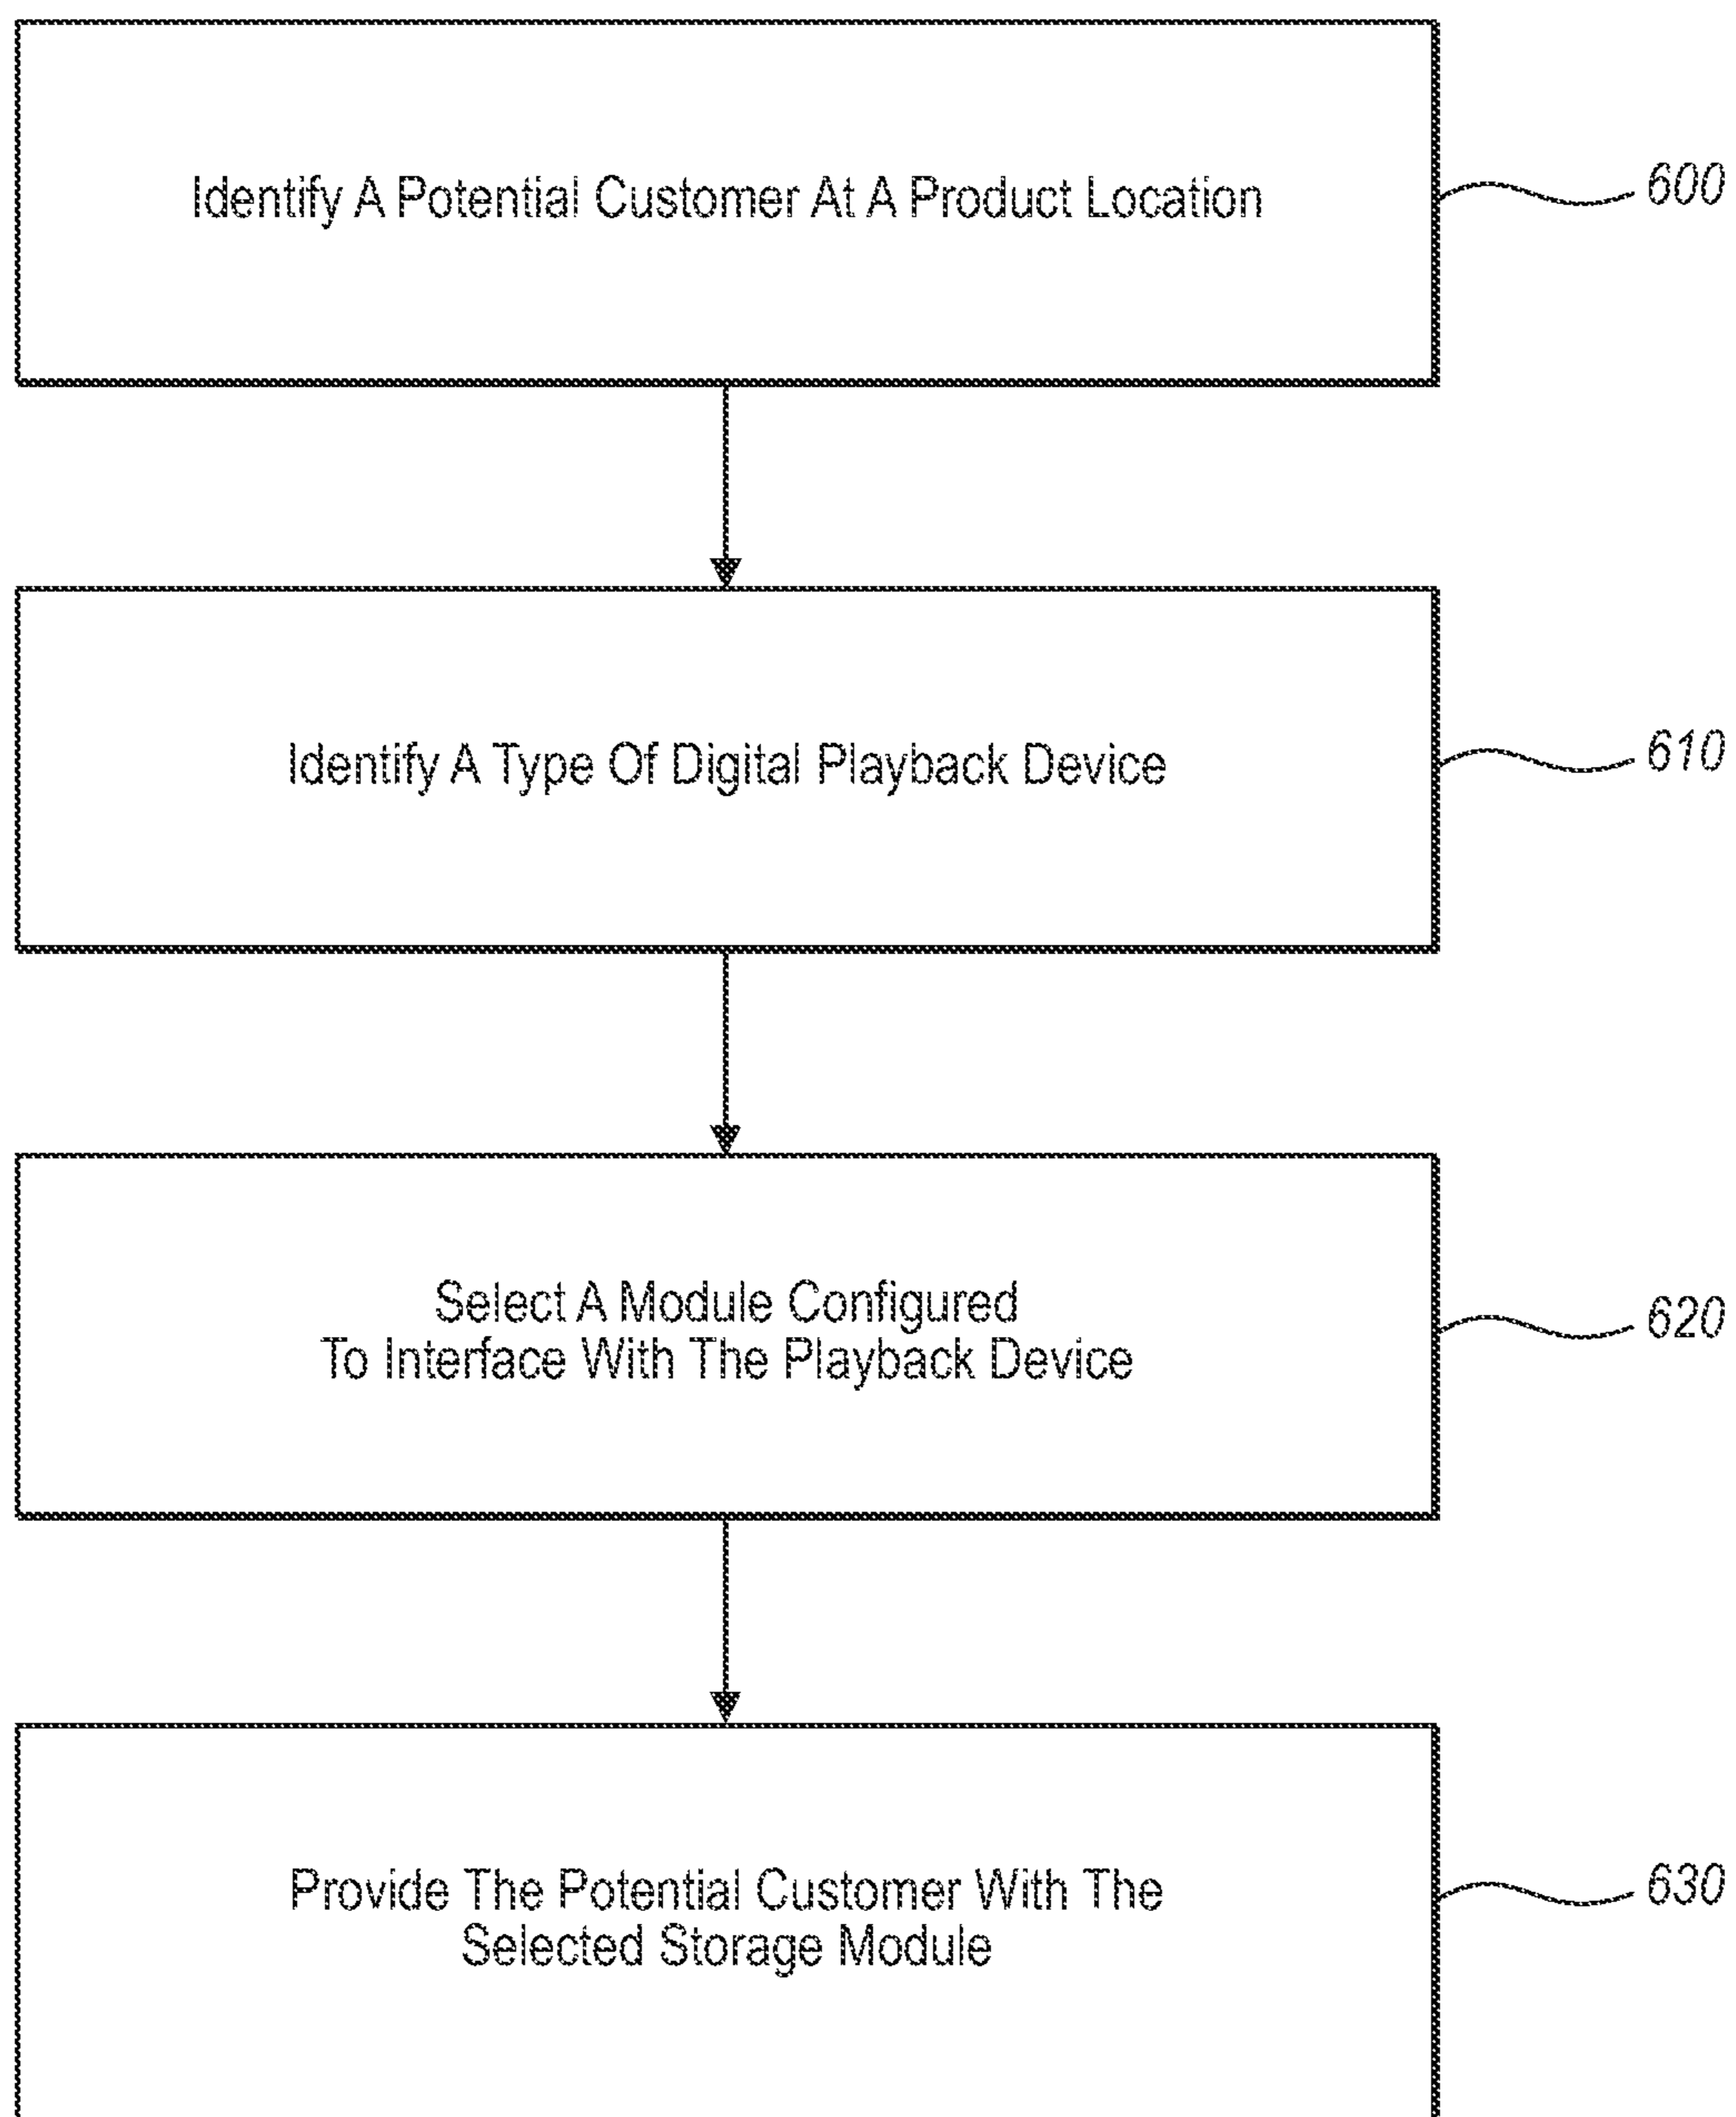 Identify A Potential Customer At A Product Location
600
Identify A Type Of Digital Playback Device
610
Select A Module Configured
To Interface With The Playback Device
620
Provide The Potential Customer With The
Selected Storage Module
630